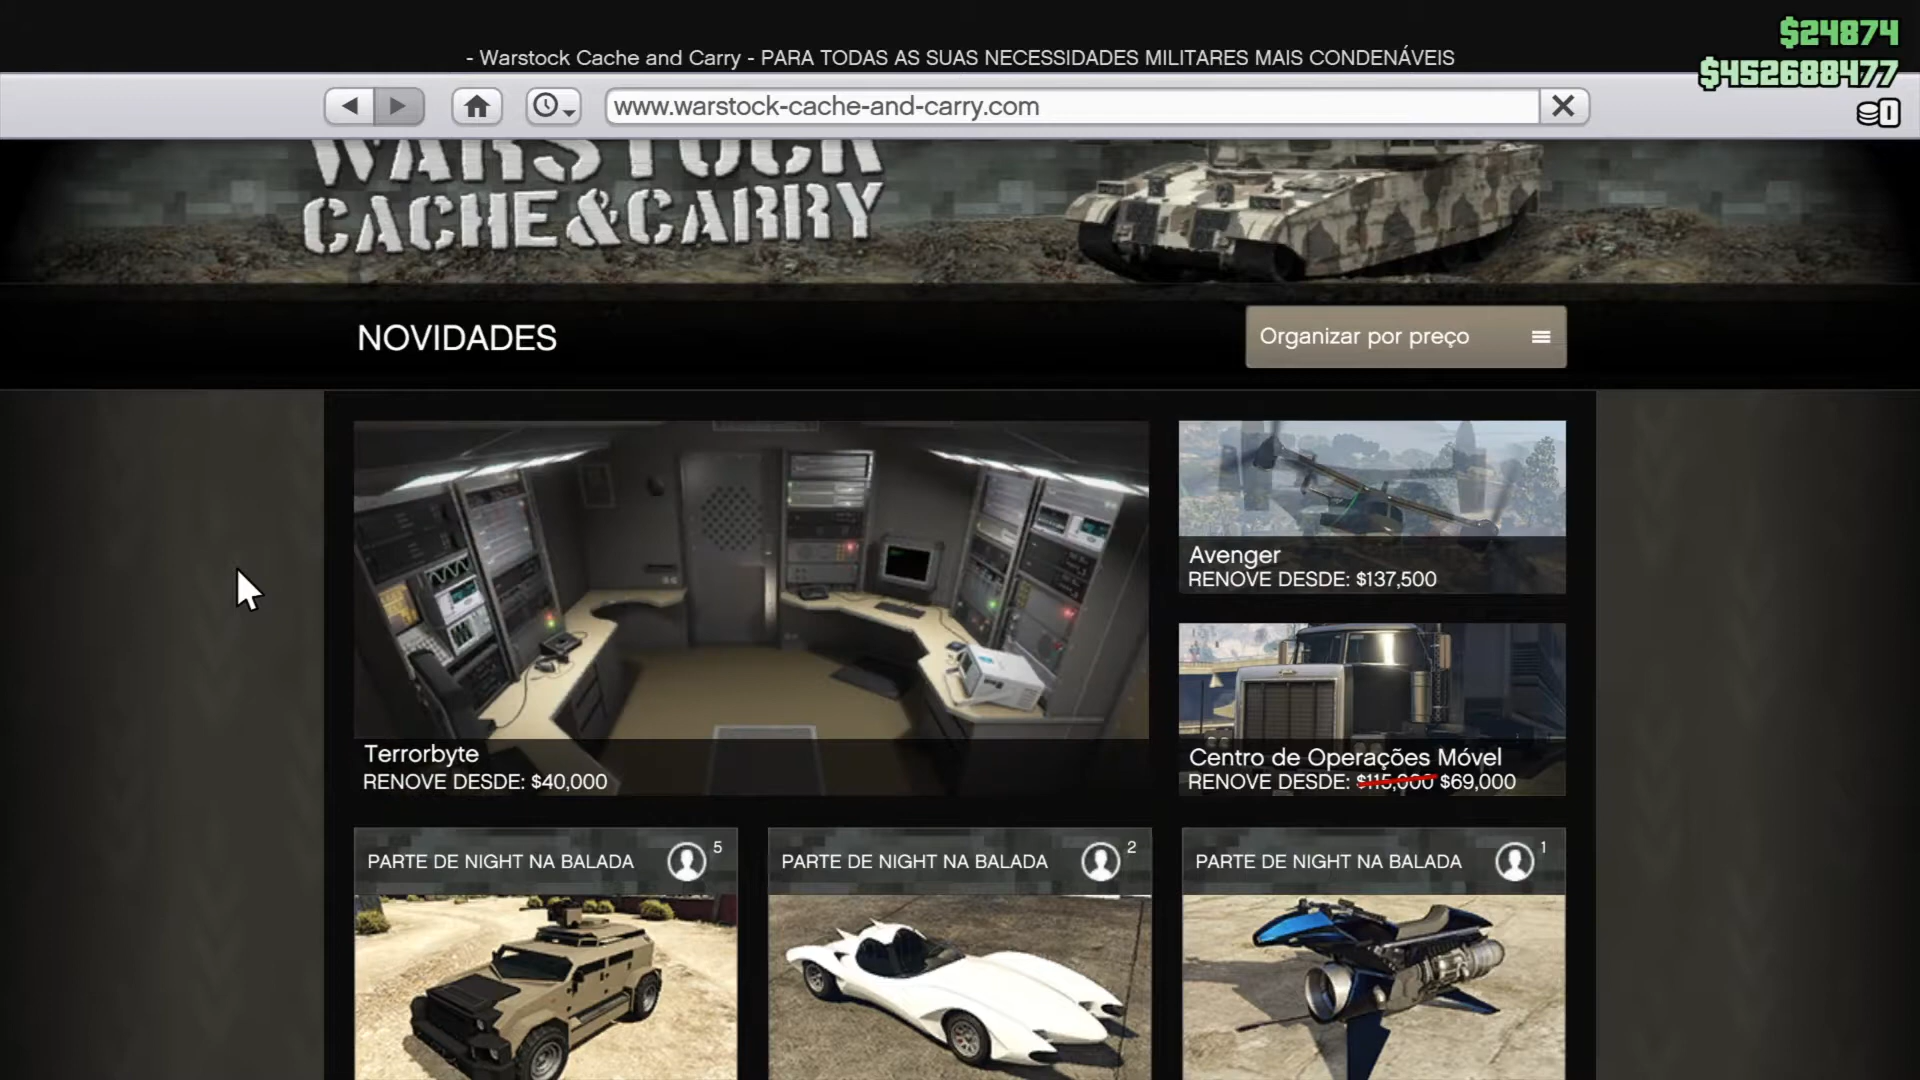 $24874
- Warstock Cache and Carry - PARA TODAS AS SUAS NECESSIDADES MILITARES MAIS CONDENÁVEIS
$452688477
www.warstock-cache-and-carry.com
0
WARSTOCK
CACHE&CARRY
NOVIDADES
Organizar por preço
Avenger
RENOVE DESDE: $137,500
Terrorbyte
RENOVE DESDE: $40,000
Centro de Operações Móvel
RENOVE DESDE: $115,000 $69,000
PARTE DE NIGHT NA BALADA 5
PARTE DE NIGHT NA BALADA 2
PARTE DE NIGHT NA BALADA 1